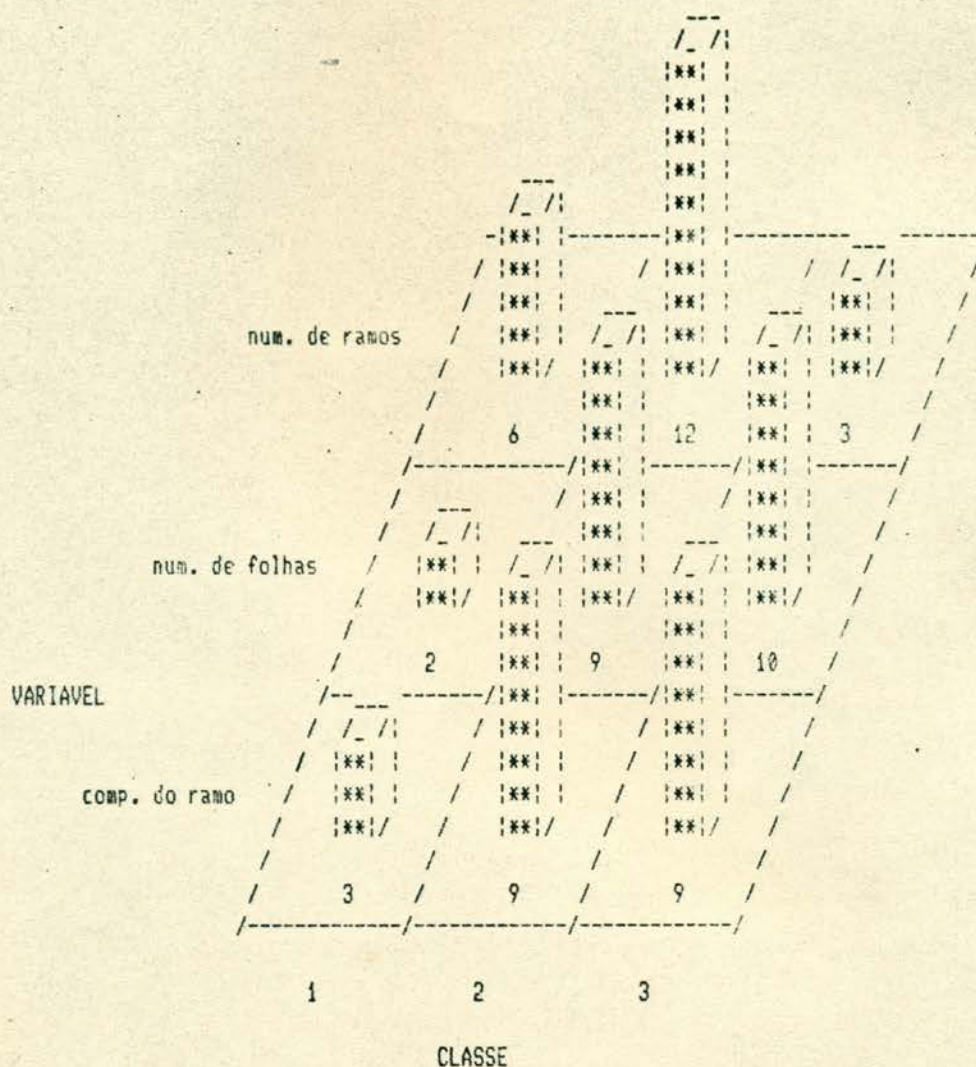 num. de ramos
6 12 3
num. de folhas
2 9 10
VARIAVEL
comp. do ramo
3 9 9
1 2 3
CLASSE